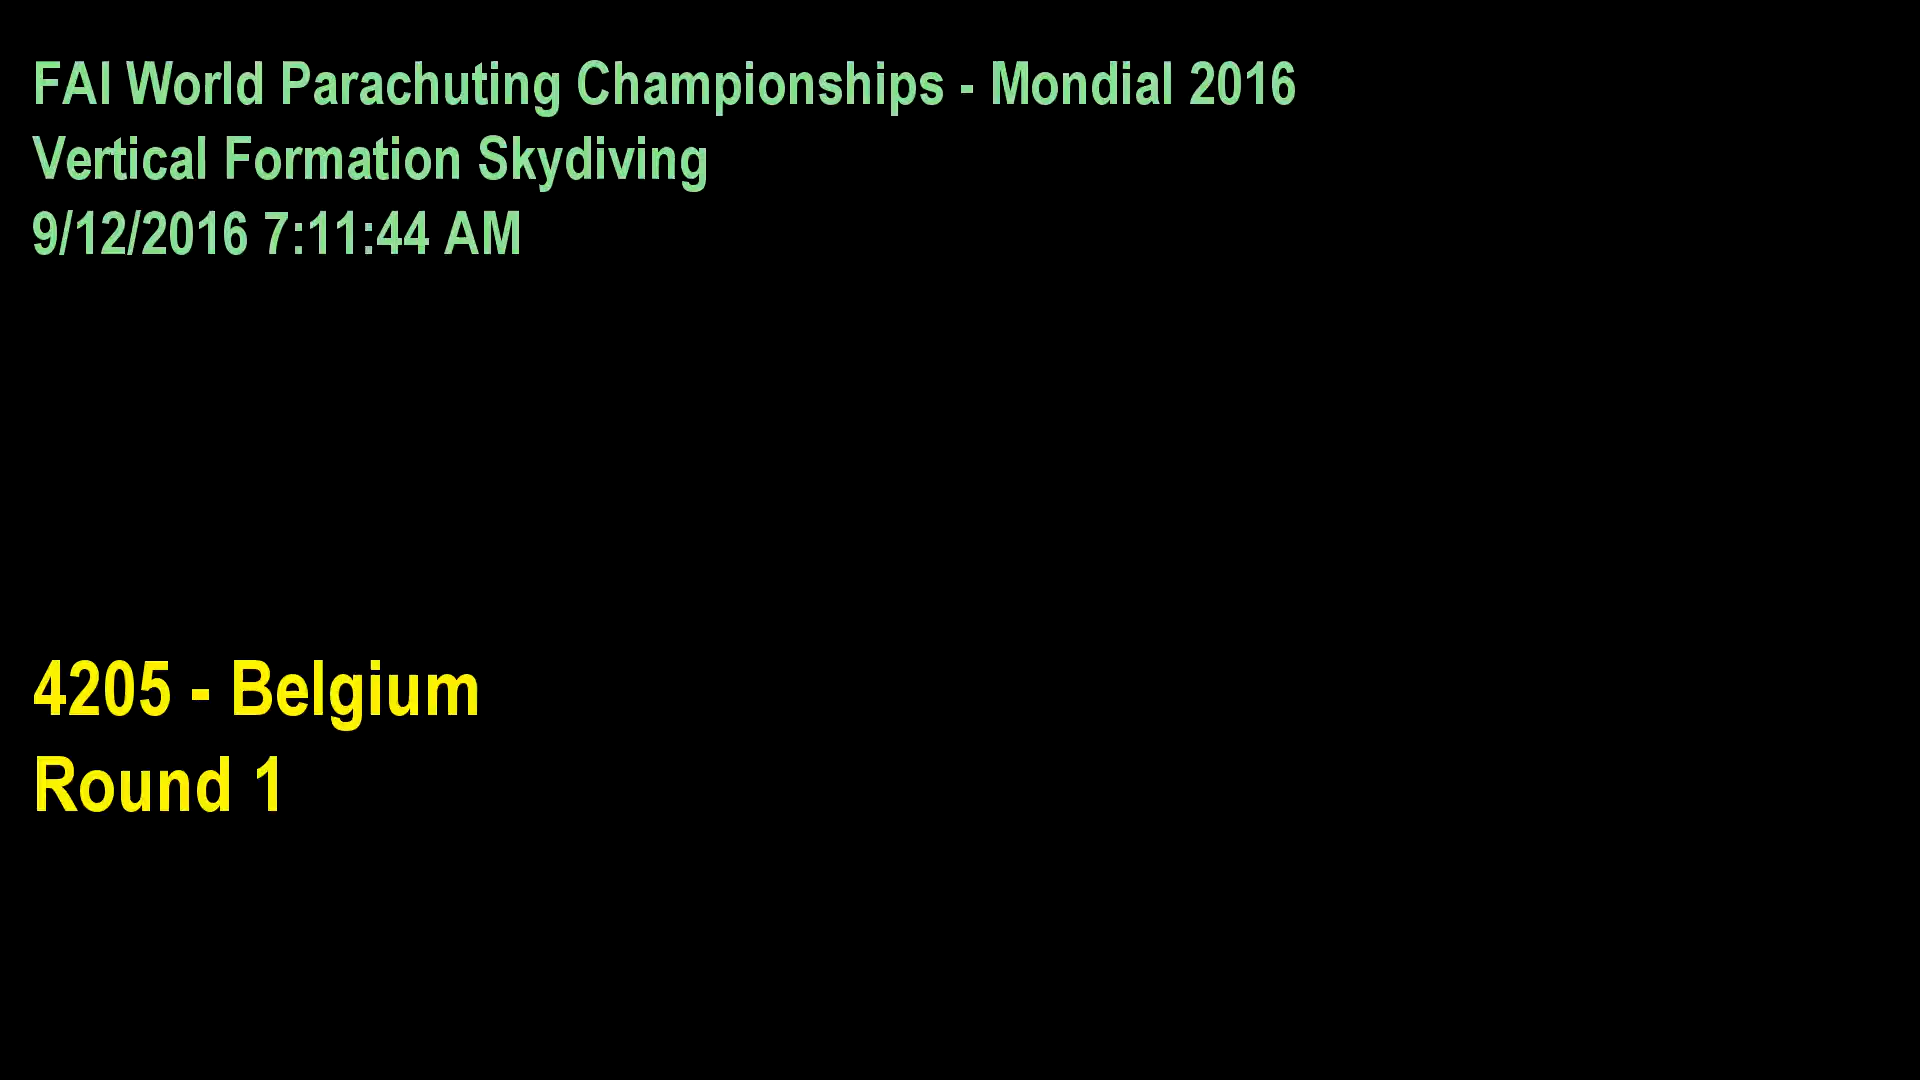 FAI World Parachuting Championships - Mondial 2016
Vertical Formation Skydiving
9/12/2016 7:11:44 AM
4205 - Belgium
Round 1